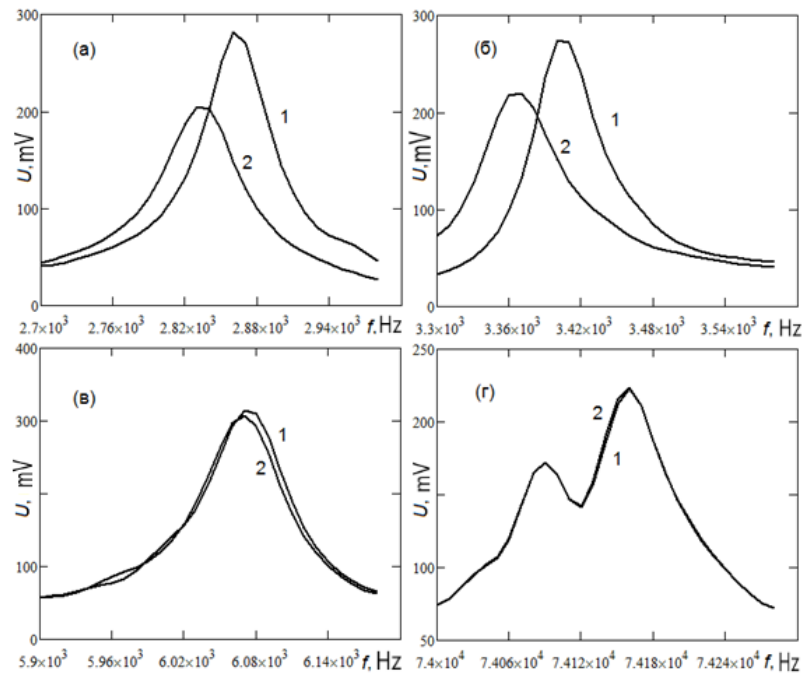 (а)
(б)
400
300
200
100
0
U, mV
1
2
2.7×10³ 2.76×10³ 2.82×10³ 2.88×10³ 2.94×10³ f, Hz
300
200
100
0
U, mV
1
2
3.3×10³ 3.36×10³ 3.42×10³ 3.48×10³ 3.54×10³ f, Hz
(в)
400
300
100
0
U, mV
1
2
5.9×10³ 5.96×10³ 6.02×10³ 6.08×10³ 6.14×10³ f, Hz
(г)
250
200
100
50
U, mV
2
1
7.4×10⁴ 7.406×10⁴ 7.412×10⁴ 7.418×10⁴ 7.424×10⁴ f, Hz